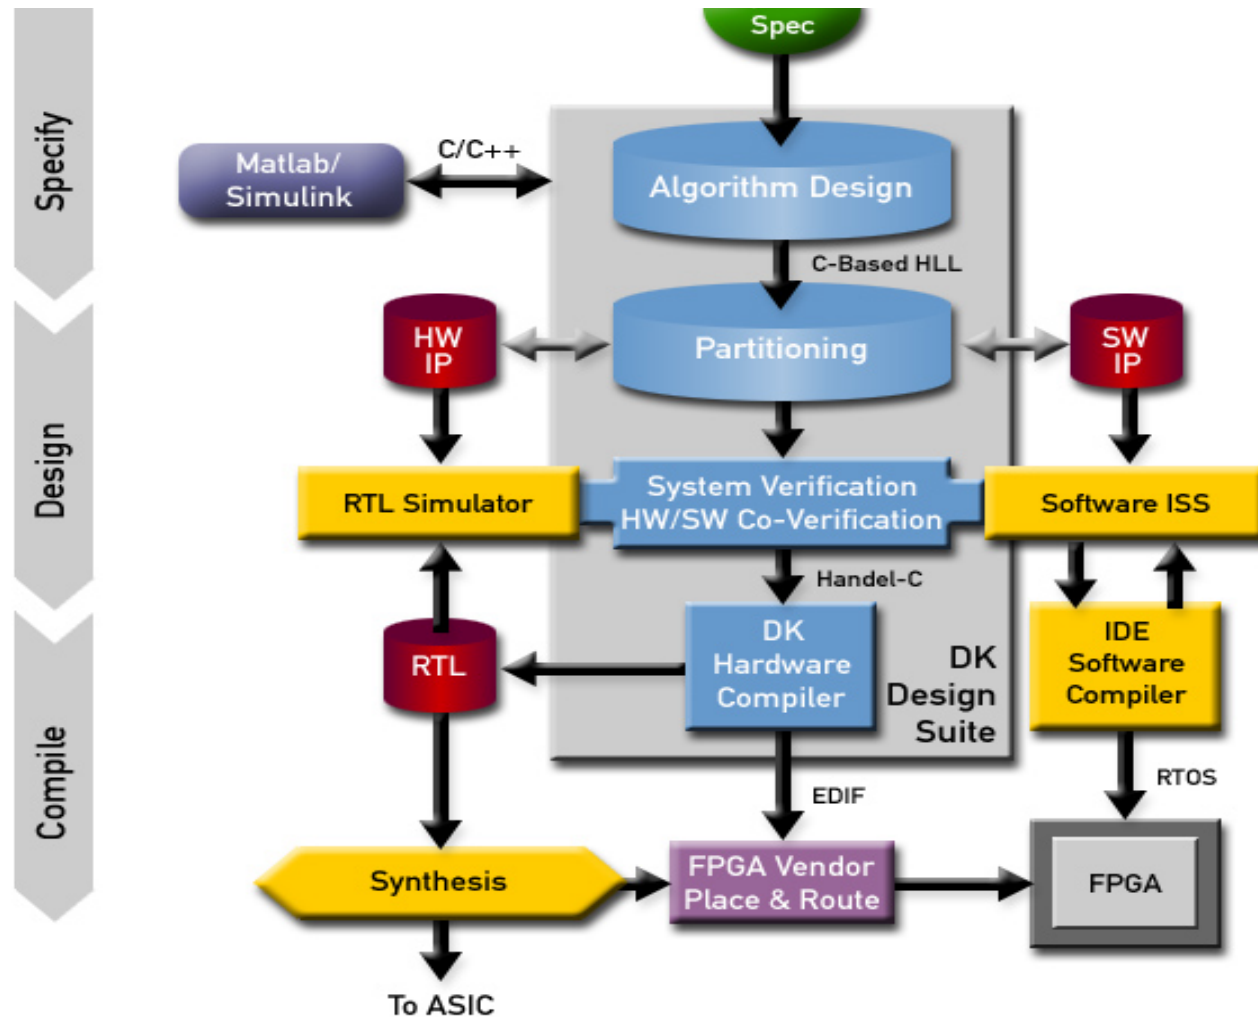 Spec
Specify
Matlab/
Simulink
C/C++
Algorithm Design
C-Based HLL
HW
IP
Partitioning
SW
IP
Design
RTL Simulator
System Verification
HW/SW Co-Verification
Software ISS
Handel-C
RTL
DK
Hardware
Compiler
DK
Design
Suite
IDE
Software
Compiler
Compile
EDIF
RTOS
Synthesis
FPGA Vendor
Place & Route
FPGA
To ASIC